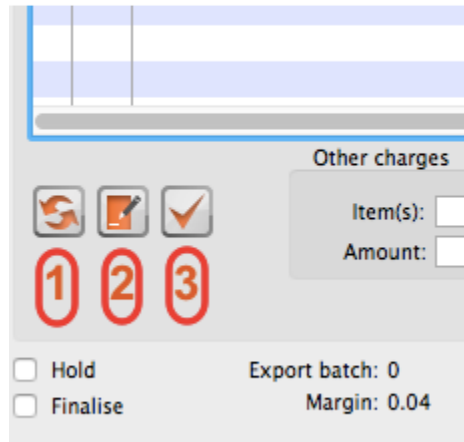 Other charges
Item(s):
Amount:
1 2 3
Hold
Export batch: 0
Finalise
Margin: 0.04